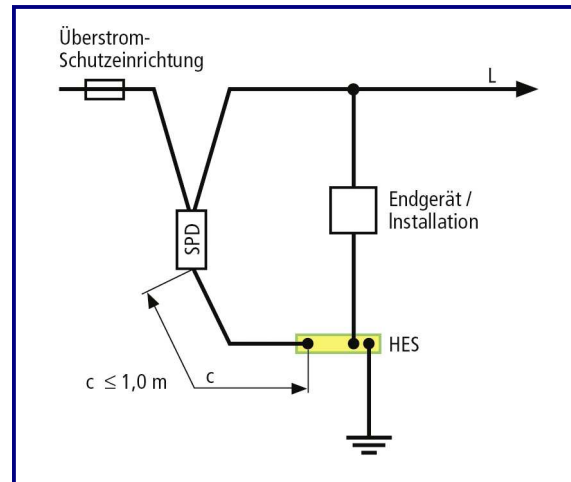 Überstrom-
Schutzeinrichtung
L
SPD
Endgerät /
Installation
HES
c ≤ 1,0 m
c